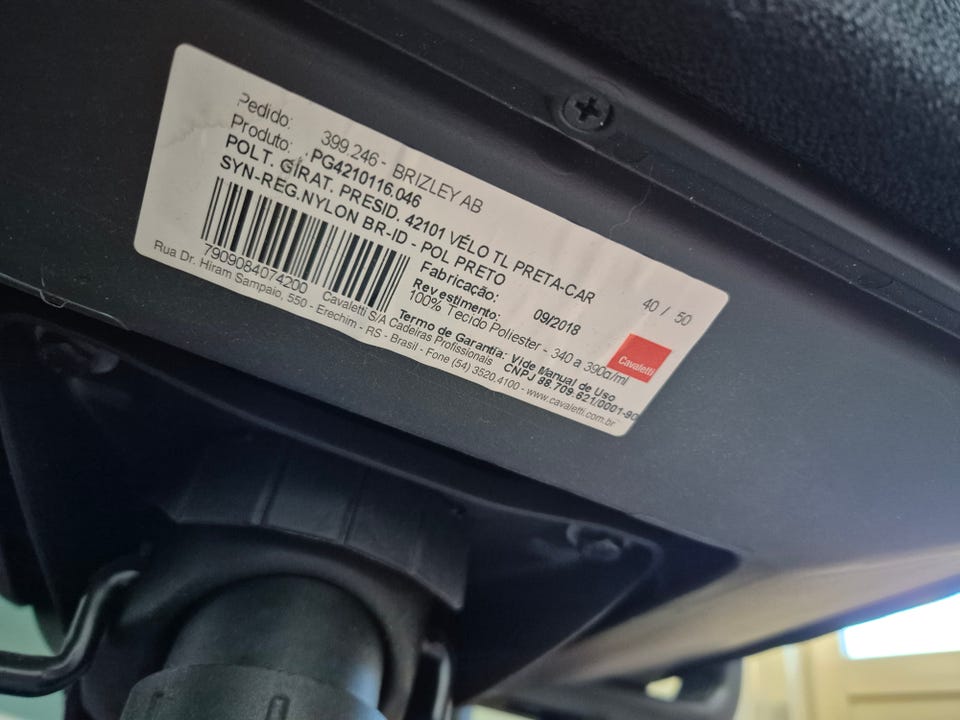 Pedido: 399.246 - BRIZLEY AB
Produto: PG4210116.046
POLT. GIRAT. PRESID. 42101 VÉLO TL PRETA-CAR
SYN-REG.NYLON BR-ID - POL PRETO
40 / 50
Fabricação: 09/2018
Revestimento:
100% Tecido Poliester - 340 a 390g/ml
7909084074200
Termo de Garantia: Vide Manual de Uso
Cavaletti S/A Cadeiras Profissionais CNPJ 88.709.621/0001-90
Rua Dr. Hiram Sampaio, 550 - Erechim - RS - Brasil - Fone (54) 3520.4100 - www.cavaletti.com.br
Cavaletti